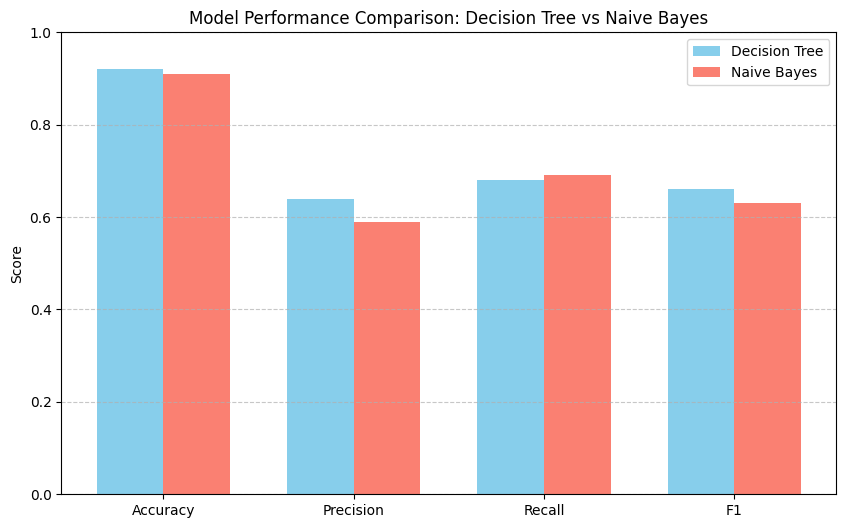 Model Performance Comparison: Decision Tree vs Naive Bayes
Decision Tree
Naive Bayes
1.0
0.8
0.6
0.4
0.2
0.0
Score
Accuracy Precision Recall F1